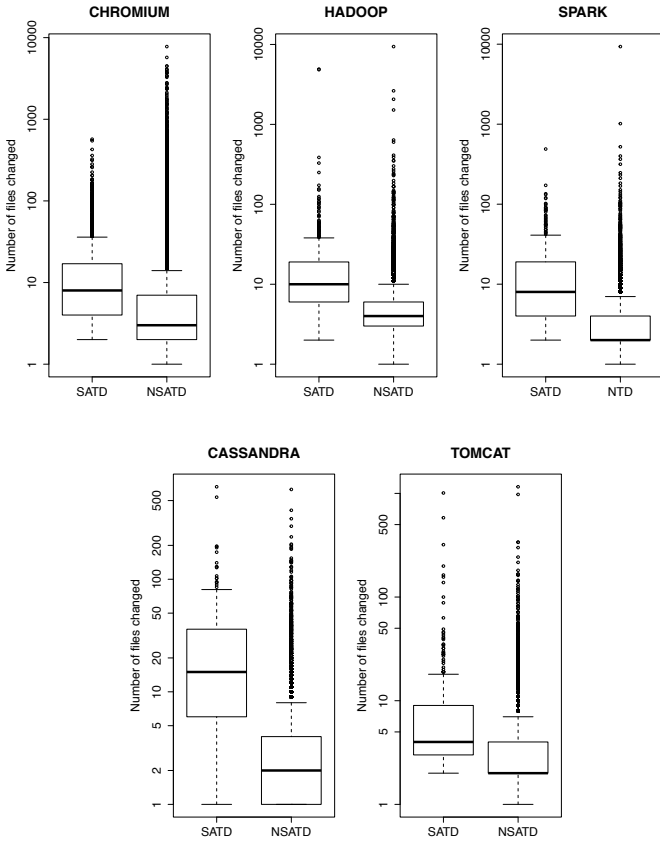 CHROMIUM
Number of files changed
10000
1000
100
10
1
SATD NSATD
HADOOP
Number of files changed
10000
1000
100
10
1
SATD NSATD
SPARK
Number of files changed
10000
1000
100
10
1
SATD NTD
CASSANDRA
Number of files changed
500
200
100
50
20
10
5
2
1
SATD NSATD
TOMCAT
Number of files changed
500
100
50
10
5
1
SATD NSATD